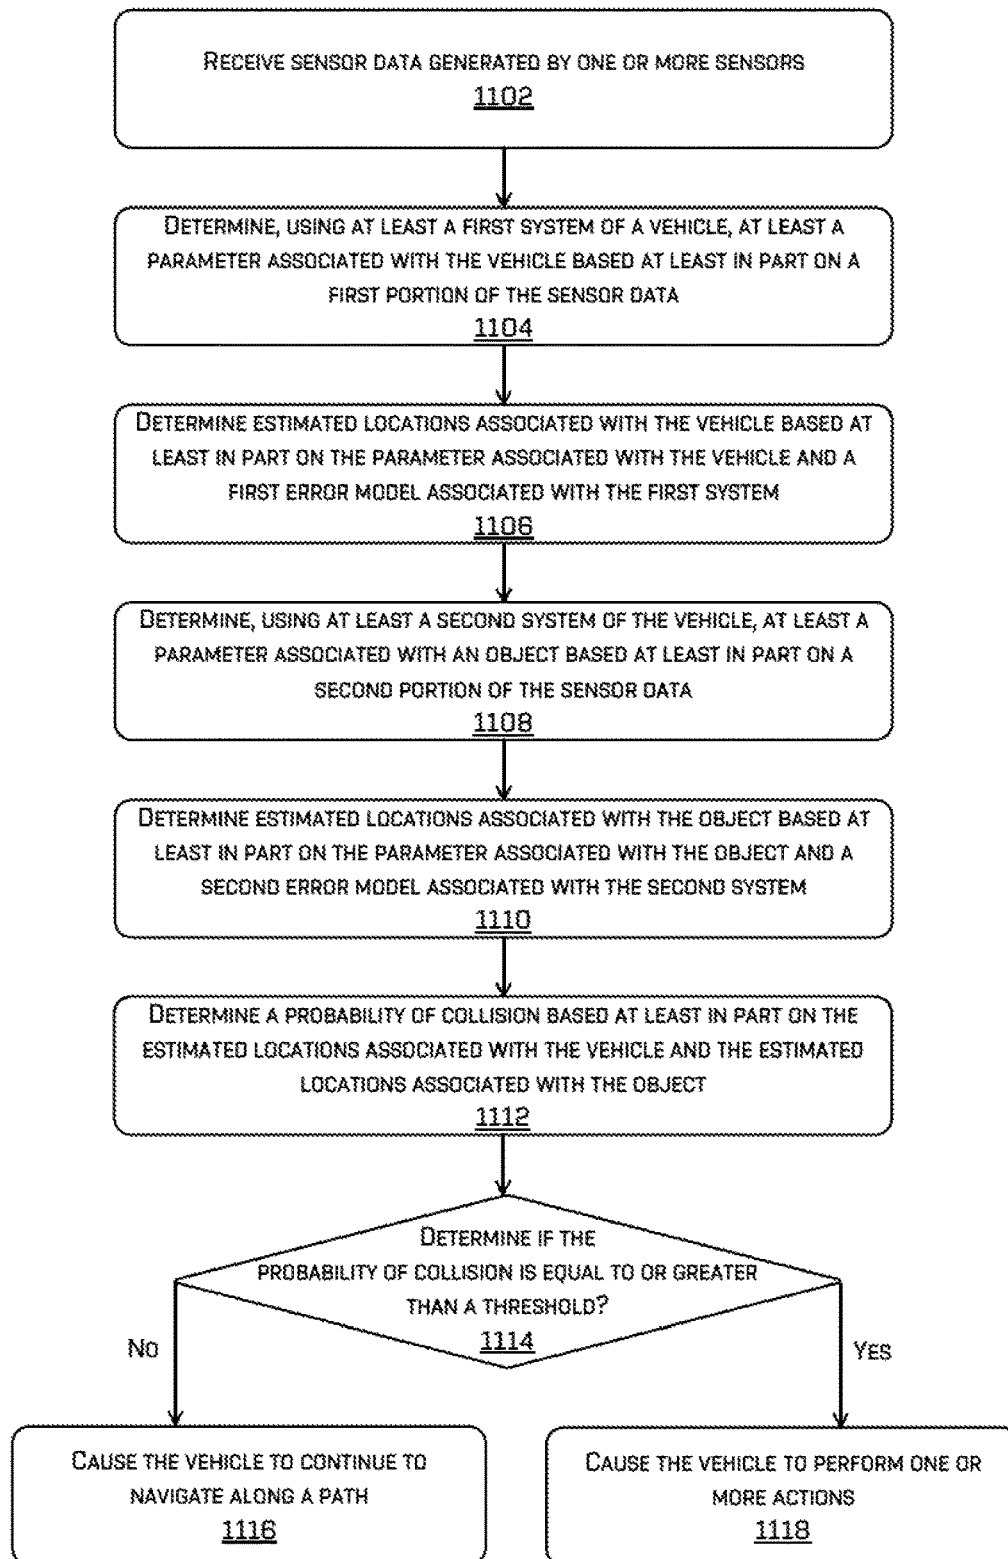 Receive sensor data generated by one or more sensors
1102
Determine, using at least a first system of a vehicle, at least a
parameter associated with the vehicle based at least in part on a
first portion of the sensor data
1104
Determine estimated locations associated with the vehicle based at
least in part on the parameter associated with the vehicle and a
first error model associated with the first system
1106
Determine, using at least a second system of the vehicle, at least a
parameter associated with an object based at least in part on a
second portion of the sensor data
1108
Determine estimated locations associated with the object based at
least in part on the parameter associated with the object and a
second error model associated with the second system
1110
Determine a probability of collision based at least in part on the
estimated locations associated with the vehicle and the estimated
locations associated with the object
1112
Determine if the
probability of collision is equal to or greater
than a threshold?
1114
No
Yes
Cause the vehicle to continue to
navigate along a path
1116
Cause the vehicle to perform one or
more actions
1118